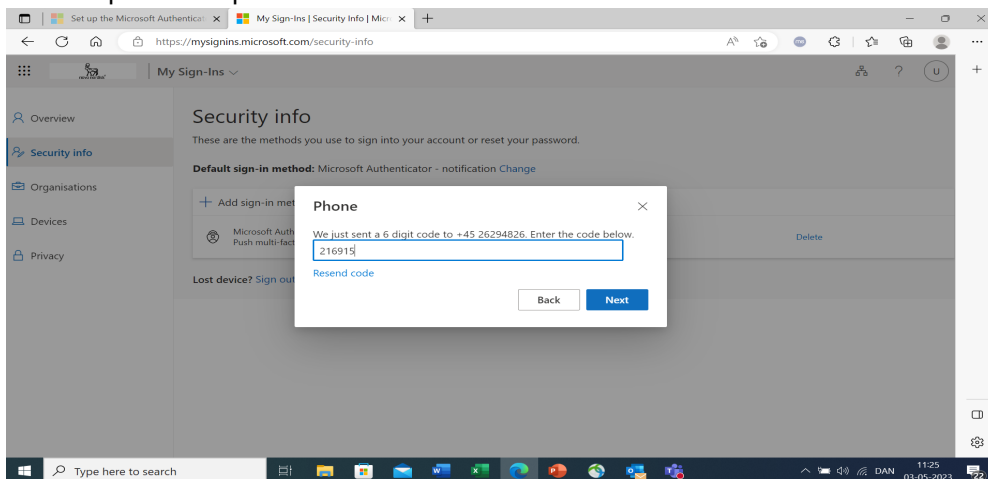 Set up the Microsoft Authenticat
My Sign-Ins | Security Info | Micr
https://mysignins.microsoft.com/security-info
My Sign-Ins
U
Overview
Security info
Organisations
Devices
Privacy
Security info
These are the methods you use to sign into your account or reset your password.
Default sign-in method: Microsoft Authenticator - notification Change
Add sign-in met
Microsoft Auth
Push multi-fact
Delete
Lost device? Sign out
Phone
We just sent a 6 digit code to +45 26294826. Enter the code below.
216915
Resend code
Back
Next
Type here to search
DAN
11:25
03-05-2023
22